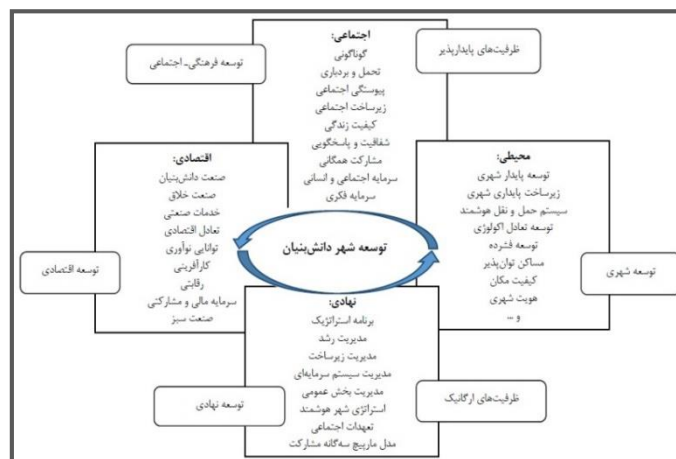 اجتماعی:
گوناگونی
تحمل و بردباری
پیوستگی اجتماعی
زیرساخت اجتماعی
کیفیت زندگی
شفافیت و پاسخگویی
مشارکت همگانی
سرمایه اجتماعی و انسانی
سرمایه فکری
ظرفیت‌های پایدارپذیر
توسعه فرهنگی-اجتماعی
محیطی:
توسعه پایدار شهری
زیرساخت پایداری شهری
سیستم حمل و نقل هوشمند
توسعه تعادل اکولوژی
توسعه فشرده
مساکن توان‌پذیر
کیفیت مکان
هویت شهری
و ...
توسعه شهری
توسعه شهر دانش‌بنیان
اقتصادی:
صنعت دانش‌بنیان
صنعت خلاق
خدمات صنعتی
تعادل اقتصادی
توانایی نوآوری
کارآفرینی
رقابتی
سرمایه مالی و مشارکتی
صنعت سبز
توسعه اقتصادی
نهادی:
برنامه استراتژیک
مدیریت رشد
مدیریت زیرساخت
مدیریت سیستم سرمایه‌ای
مدیریت بخش عمومی
استراتژی شهر هوشمند
تعهدات اجتماعی
مدل مارپیچ سه‌گانه مشارکت
ظرفیت‌های ارگانیک
توسعه نهادی